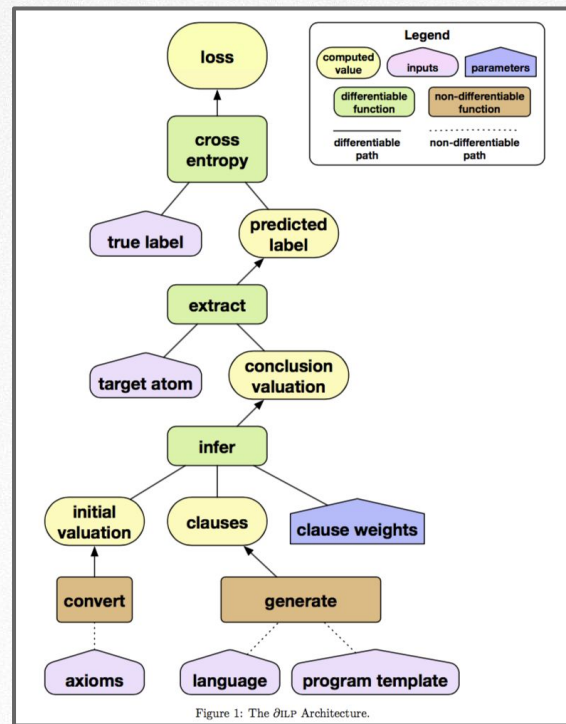 loss
Legend
computed
value
inputs
parameters
differentiable
function
non-differentiable
function
differentiable
path
non-differentiable
path
cross
entropy
true label
predicted
label
extract
target atom
conclusion
valuation
infer
initial
valuation
clauses
clause weights
convert
generate
axioms
language
program template
Figure 1: The ∂ILP Architecture.